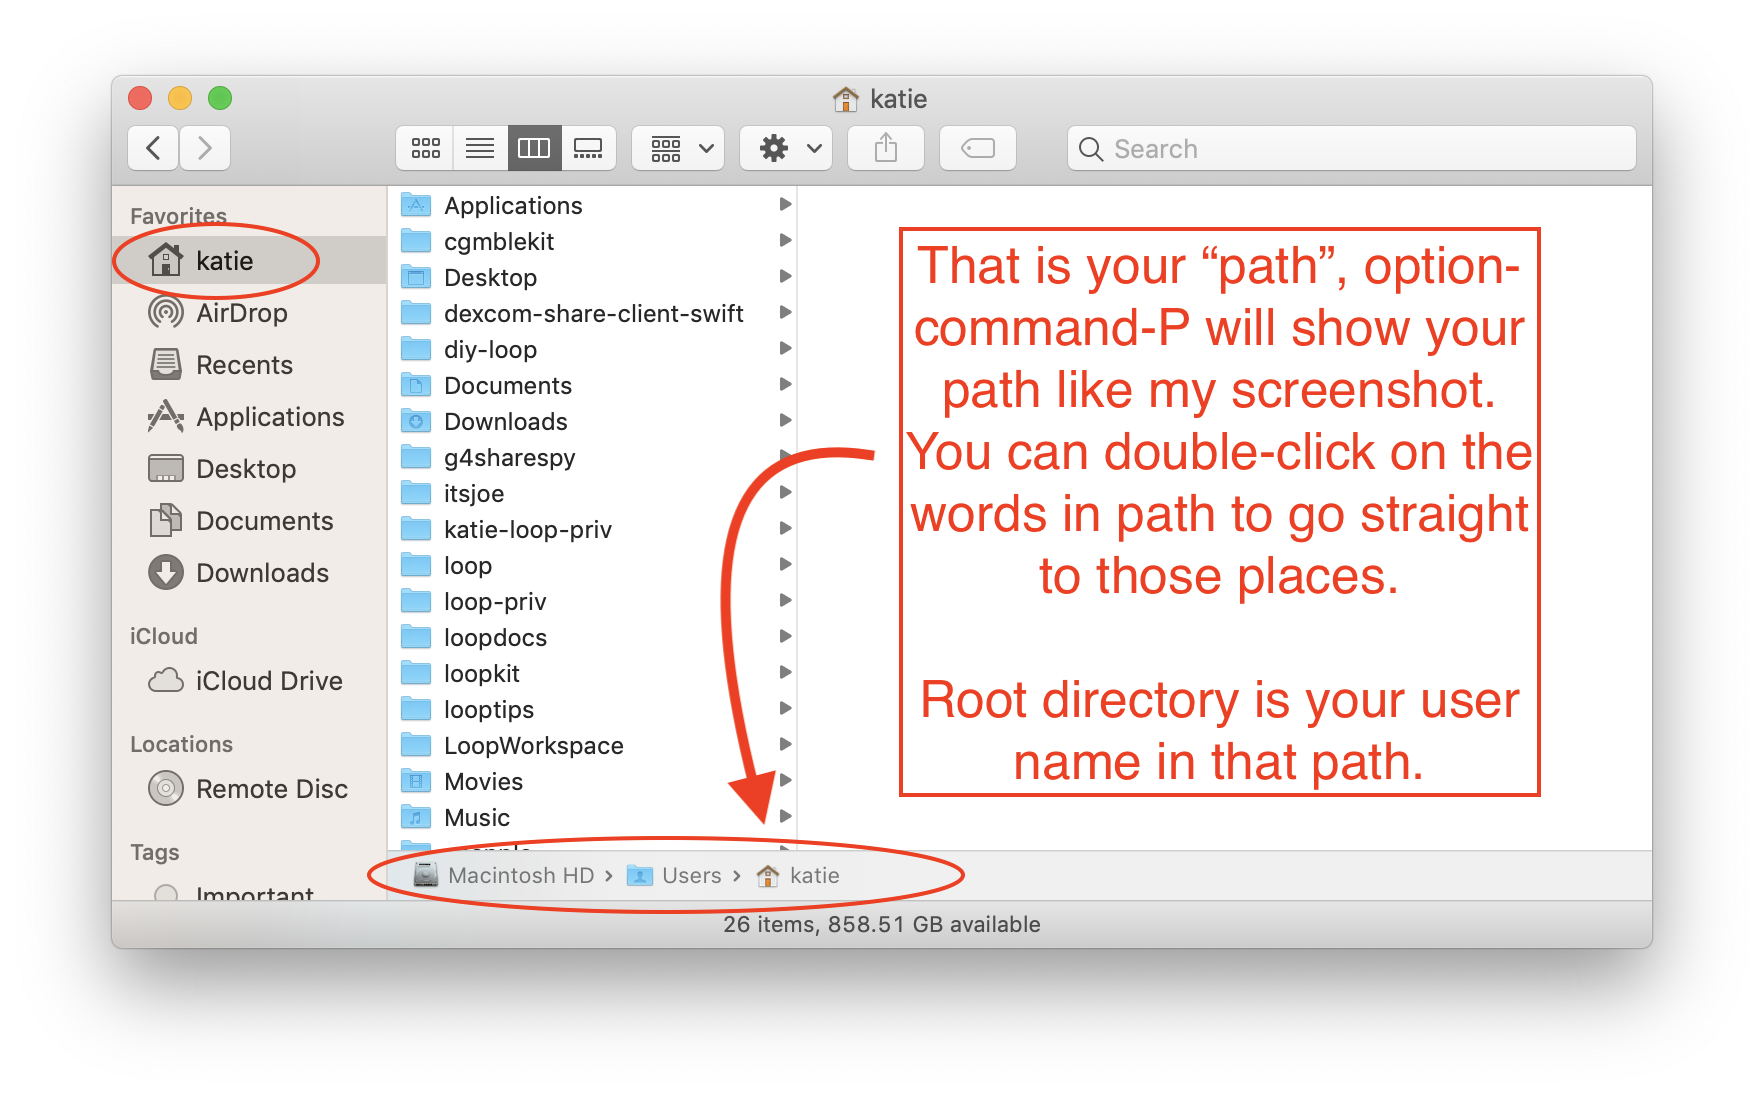 katie
Search
Favorites
katie
AirDrop
Recents
Applications
Desktop
Documents
Downloads
iCloud
iCloud Drive
Locations
Remote Disc
Tags
Important
Applications
cgmblekit
Desktop
dexcom-share-client-swift
diy-loop
Documents
Downloads
g4sharespy
itsjoe
katie-loop-priv
loop
loop-priv
loopdocs
loopkit
looptips
LoopWorkspace
Movies
Music
That is your “path”, option-
command-P will show your
path like my screenshot.
You can double-click on the
words in path to go straight
to those places.
Root directory is your user
name in that path.
Macintosh HD › Users › katie
26 items, 858.51 GB available